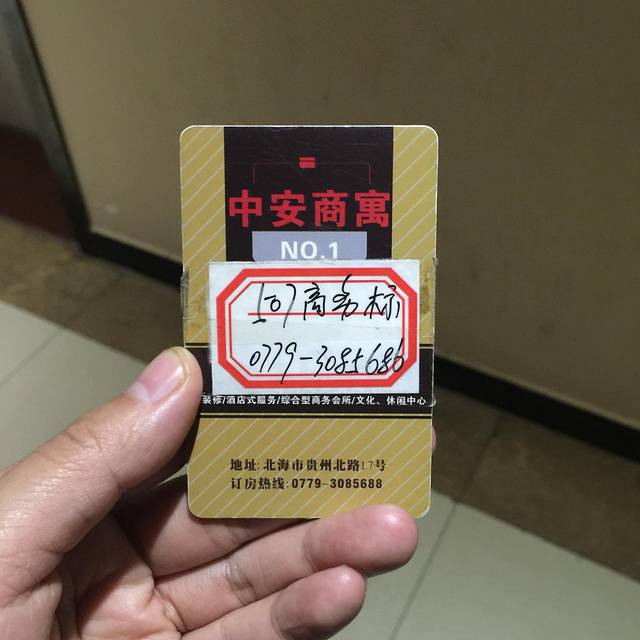 中安商寓
NO.1
507商务标
0779-3085686
装修/酒店式服务/综合型商务会所/文化、休闲中心
地址:北海市贵州北路17号
订房热线:0779-3085688